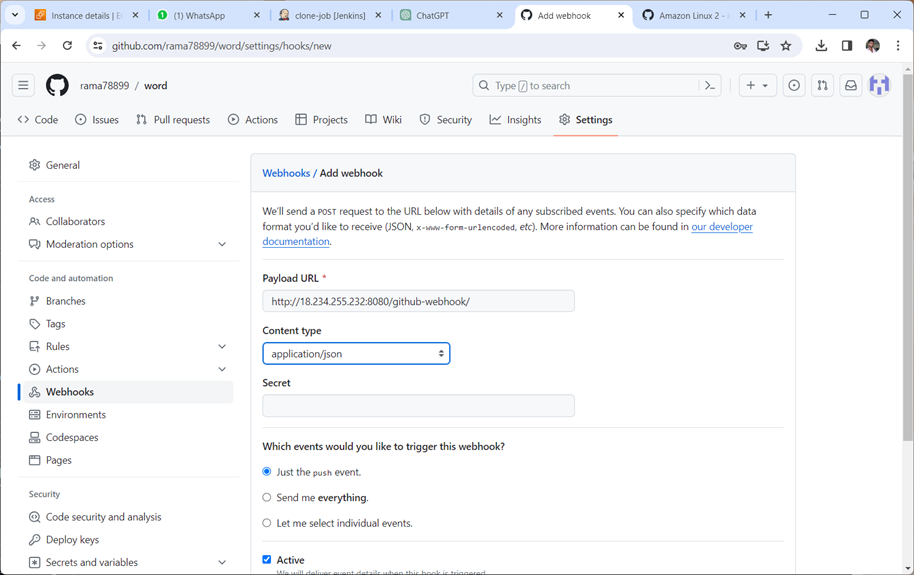 Instance details | E
(1) WhatsApp
clone-job [Jenkins]
ChatGPT
Add webhook
Amazon Linux 2 -
github.com/rama78899/word/settings/hooks/new
rama78899 / word
Type / to search
Code
Issues
Pull requests
Actions
Projects
Wiki
Security
Insights
Settings
General
Access
Collaborators
Moderation options
Code and automation
Branches
Tags
Rules
Actions
Webhooks
Environments
Codespaces
Pages
Security
Code security and analysis
Deploy keys
Secrets and variables
Webhooks / Add webhook
We'll send a POST request to the URL below with details of any subscribed events. You can also specify which data
format you'd like to receive (JSON, x-www-form-urlencoded, etc). More information can be found in our developer
documentation.
Payload URL *
http://18.234.255.232:8080/github-webhook/
Content type
application/json
Secret
Which events would you like to trigger this webhook?
Just the push event.
Send me everything.
Let me select individual events.
Active
We will deliver event details when this hook is triggered.